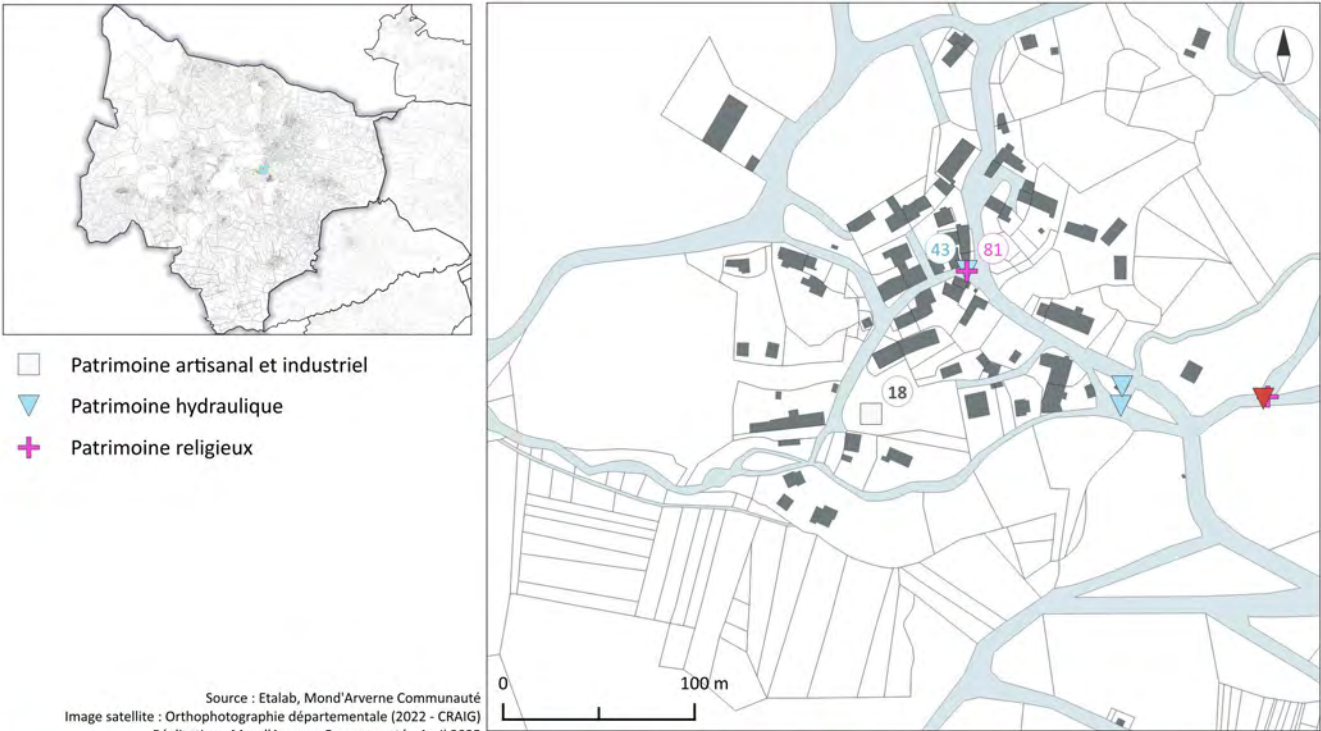 Patrimoine artisanal et industriel
Patrimoine hydraulique
Patrimoine religieux
Source : Etalab, Mond'Arverne Communauté
Image satellite : Orthophotographie départementale (2022 - CRAIG)
43
81
18
0
100 m